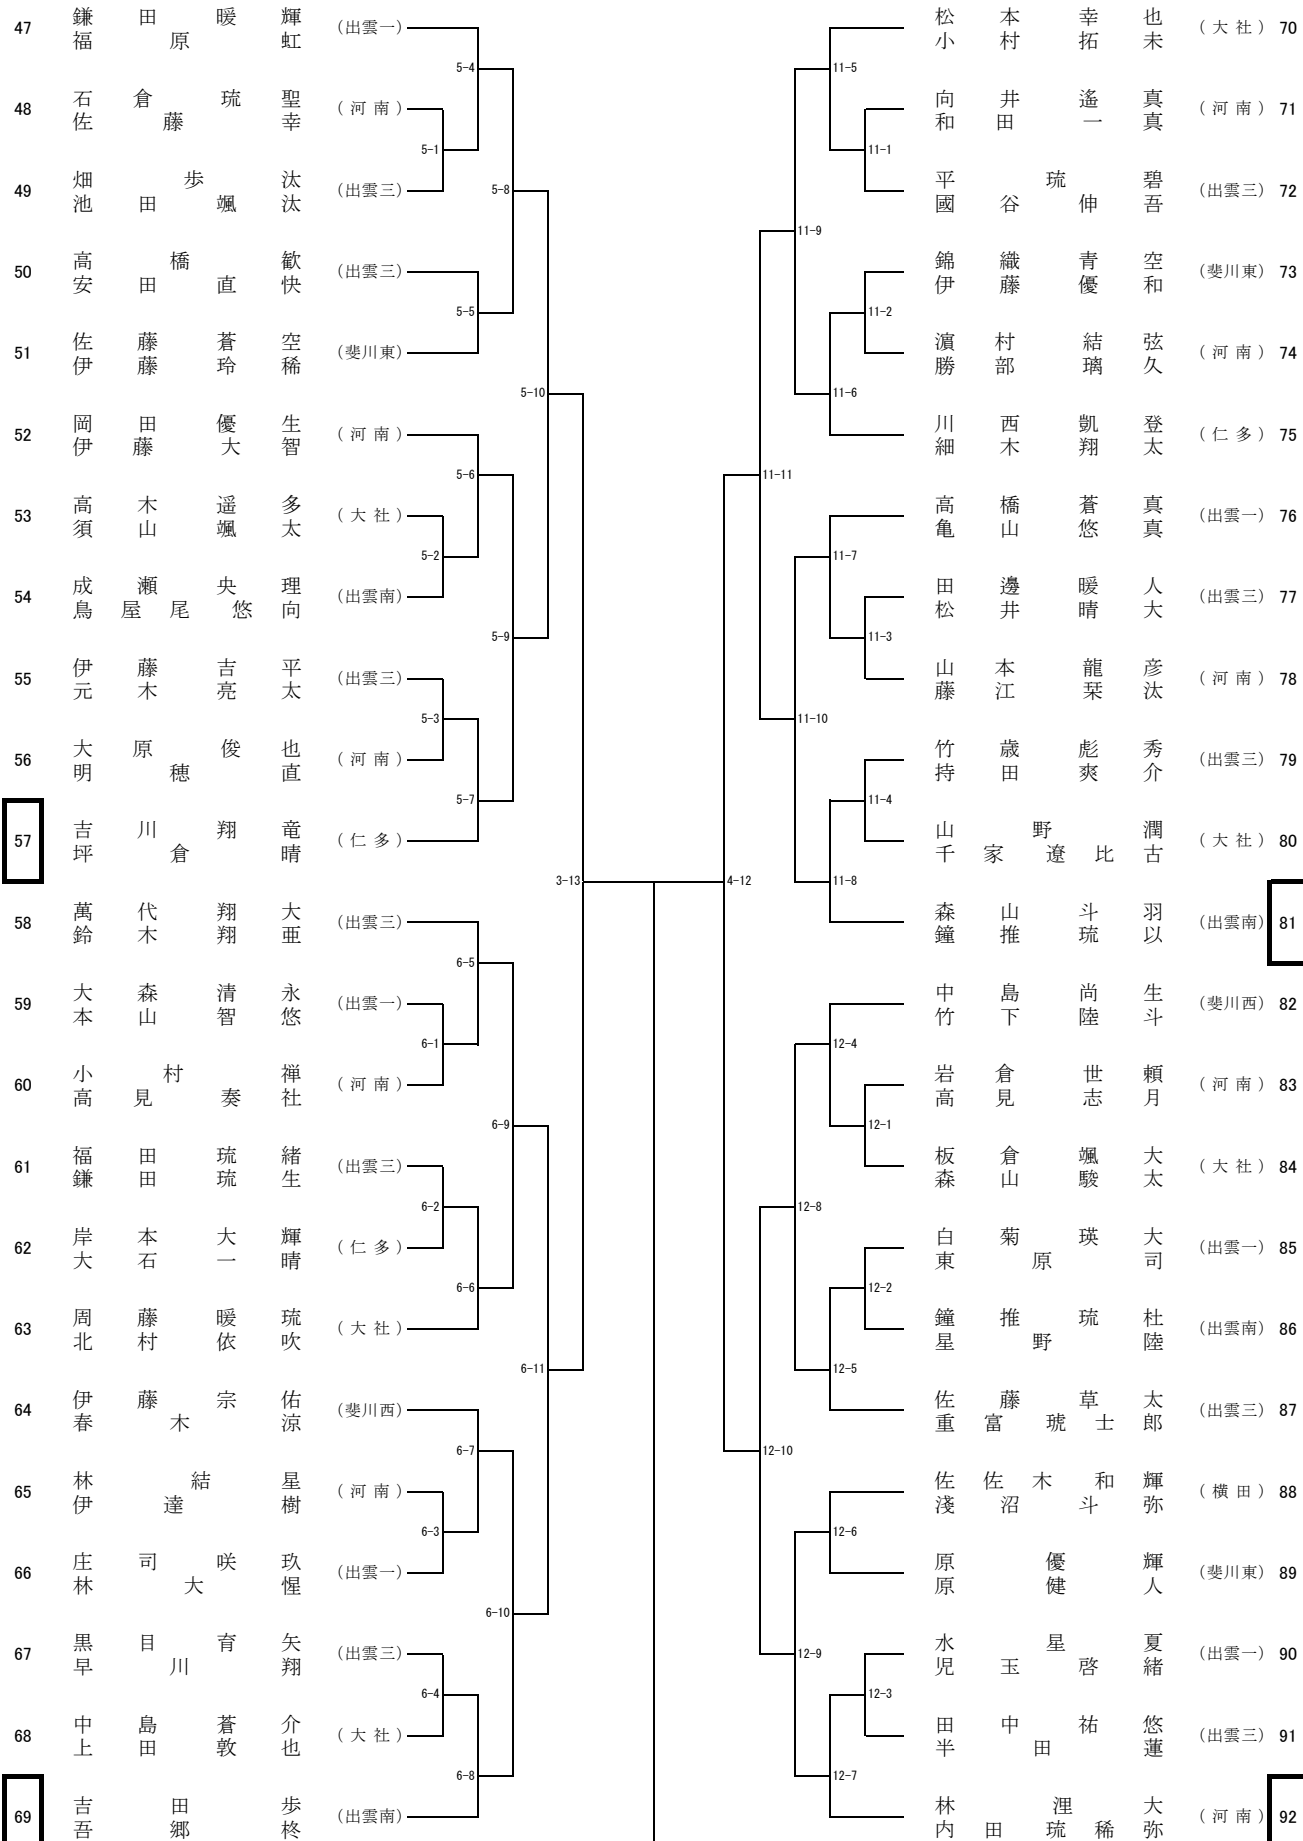 47 鎌田暖輝 (出雲一)
福原虹
48 石倉琉聖 (河南)
佐藤幸
49 畑歩汰 (出雲三)
池田颯汰
50 高橋歓 (出雲三)
安田直快
51 佐藤蒼空 (斐川東)
伊藤玲稀
52 岡田優生 (河南)
伊藤大智
53 高木遥多 (大社)
須山颯太
54 成瀬央理 (出雲南)
鳥屋尾悠向
55 伊藤吉平 (出雲三)
元木亮太
56 大原俊也 (河南)
明穂直
57 吉川翔竜 (仁多)
坪倉晴
58 萬代翔大 (出雲三)
鈴木翔亜
59 大森清永 (出雲一)
本山智悠
60 小村禅 (河南)
高見奏社
61 福田琉緒 (出雲三)
鎌田琉生
62 岸本大輝 (仁多)
大石一晴
63 周藤暖琉 (大社)
北村依吹
64 伊藤宗佑 (斐川西)
春木涼
65 林結星 (河南)
伊達樹
66 庄司咲玖 (出雲一)
林大惺
67 黒目育矢 (出雲三)
早川翔
68 中島蒼介 (大社)
上田敦也
69 吉田歩 (出雲南)
吾郷柊
5-4
5-1
5-8
5-5
5-10
5-6
5-2
5-9
5-3
5-7
3-13
6-5
6-1
6-9
6-2
6-6
6-11
6-7
6-3
6-10
6-4
6-8
松本幸也 (大社) 70
小村拓未
向井遙真 (河南) 71
和田一真
平琉碧 (出雲三) 72
國谷伸吾
錦織青空 (斐川東) 73
伊藤優和
濵村結弦 (河南) 74
勝部璃久
川西凱登 (仁多) 75
細木翔太
高橋蒼真 (出雲一) 76
亀山悠真
田邊暖人 (出雲三) 77
松井晴大
山本龍彦 (河南) 78
藤江栞汰
竹歳彪秀 (出雲三) 79
持田爽介
山野潤 (大社) 80
千家遼比古
森山斗羽 (出雲南) 81
鐘推琉以
中島尚生 (斐川西) 82
竹下陸斗
岩倉世頼 (河南) 83
高見志月
板倉颯大 (大社) 84
森山駿太
白菊瑛大 (出雲一) 85
東原司
鐘推琉杜 (出雲南) 86
星野陸
佐藤草太 (出雲三) 87
重富琥士郎
佐佐木和輝 (横田) 88
淺沼斗弥
原優輝 (斐川東) 89
原健人
水星夏 (出雲一) 90
児玉啓緒
田中祐悠 (出雲三) 91
半田蓮
林浬大 (河南) 92
内田琉稀弥
11-5
11-1
11-9
11-2
11-6
11-11
11-7
11-3
11-10
11-4
11-8
4-12
12-4
12-1
12-8
12-2
12-5
12-10
12-6
12-9
12-3
12-7